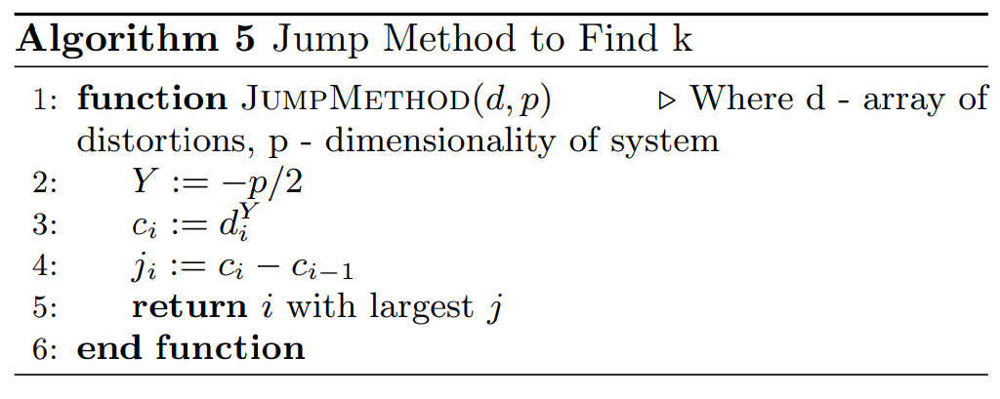 Algorithm 5 Jump Method to Find k
1: function JUMPMETHOD(d, p) ▷ Where d - array of
distortions, p - dimensionality of system
2: Y := −p/2
3: c_i := d_i^Y
4: j_i := c_i − c_{i−1}
5: return i with largest j
6: end function